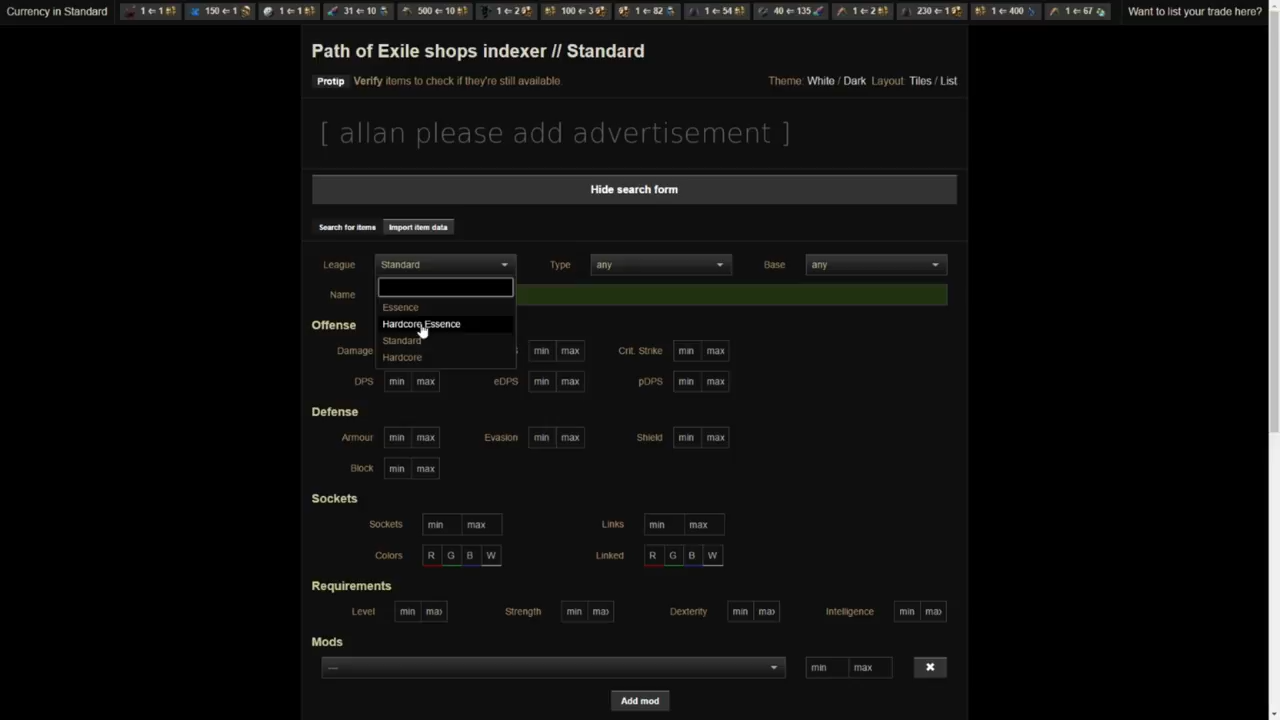 Currency in Standard 1 ← 1 150 ← 1 1 ← 1 31 ← 10 500 ← 10 1 ← 2 100 ← 3 1 ← 82 1 ← 54 40 ← 135 1 ← 2 230 ← 1 1 ← 400 1 ← 67 Want to list your trade here?
Path of Exile shops indexer // Standard
Protip Verify items to check if they're still available. Theme: White / Dark Layout: Tiles / List
[ allan please add advertisement ]
Hide search form
Search for items Import item data
League Standard Type any Base any
Name
Essence
Hardcore Essence
Standard
Hardcore
Offense
Damage min max Crit. Strike min max
DPS min max eDPS min max pDPS min max
Defense
Armour min max Evasion min max Shield min max
Block min max
Sockets
Sockets min max Links min max
Colors R G B W Linked R G B W
Requirements
Level min max Strength min max Dexterity min max Intelligence min max
Mods
--- min max ✖
Add mod